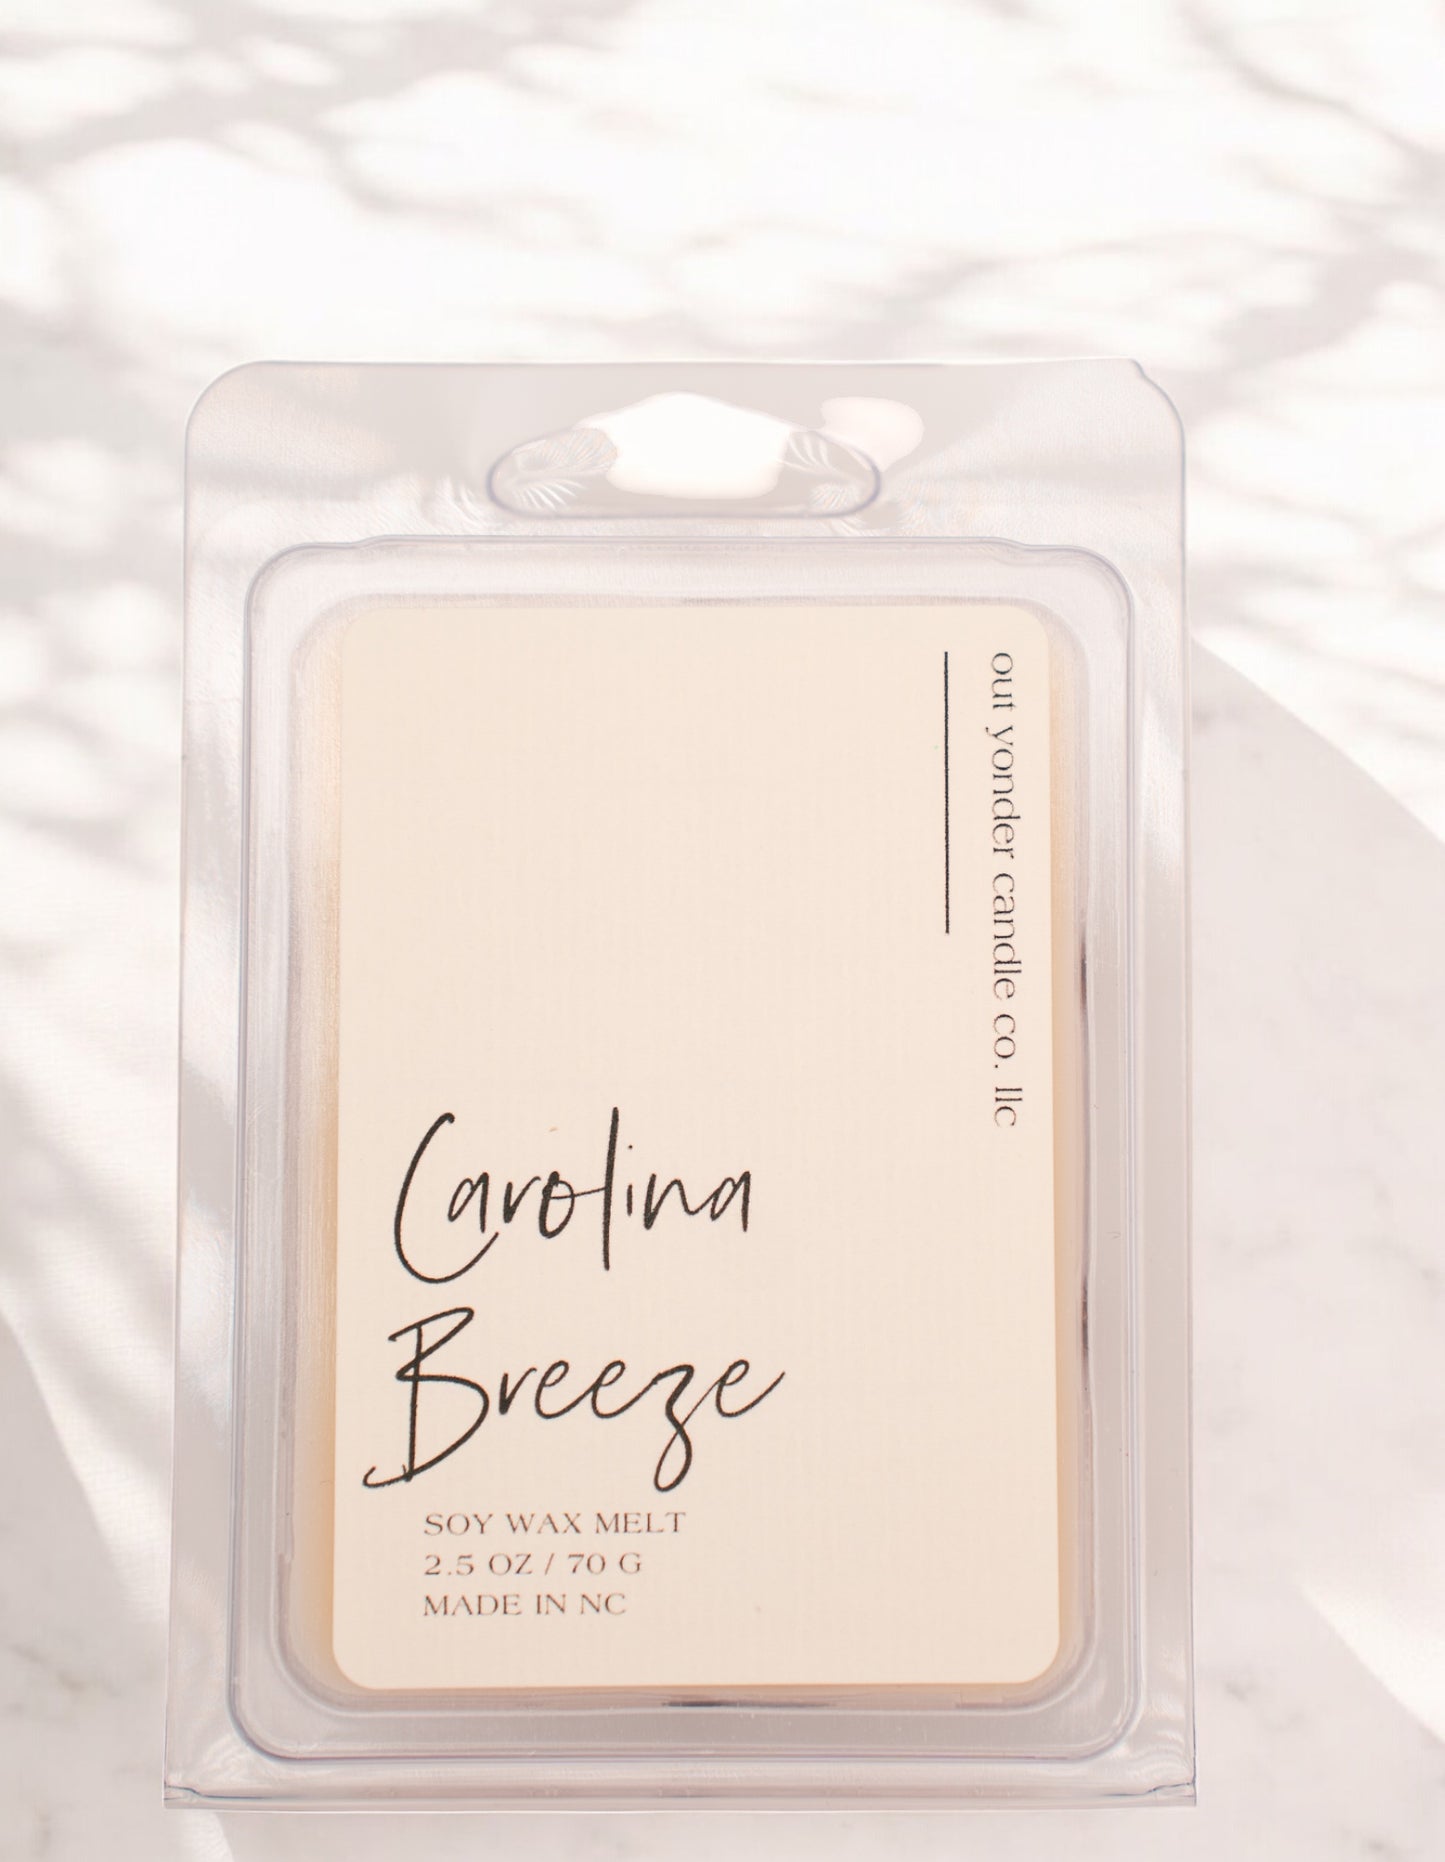 out yonder candle co. llc
Carolina
Breeze
SOY WAX MELT
2.5 OZ / 70 G
MADE IN NC